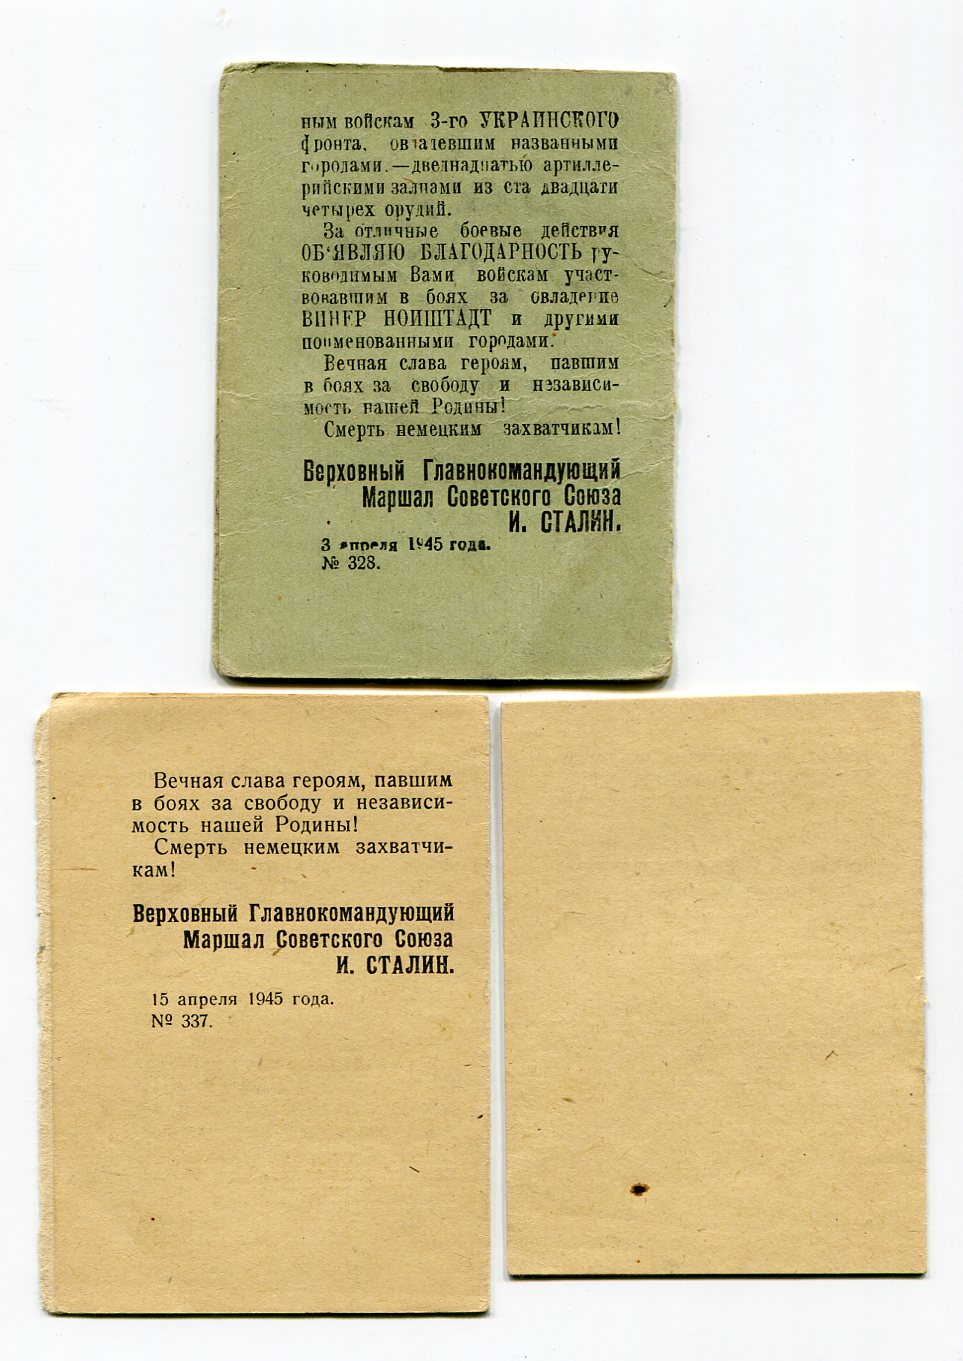 ным войскам 3-го УКРАИНСКОГО
фронта, овладевшим названными
городами,—двенадцатью артилле-
рийскими залпами из ста двадцати
четырех орудий.
За отличные боевые действия
ОБ‘ЯВЛЯЮ БЛАГОДАРНОСТЬ ру-
ководимым Вами войскам участ-
вовавшим в боях за овладение
ВИНЕР НОЙШТАДТ и другими
поименованными городами.
Вечная слава героям, павшим
в боях за свободу и независи-
мость нашей Родины!
Смерть немецким захватчикам!
Верховный Главнокомандующий
Маршал Советского Союза
И. СТАЛИН.
3 апреля 1945 года.
№ 328.
Вечная слава героям, павшим
в боях за свободу и независи-
мость нашей Родины!
Смерть немецким захватчи-
кам!
Верховный Главнокомандующий
Маршал Советского Союза
И. СТАЛИН.
15 апреля 1945 года.
№ 337.